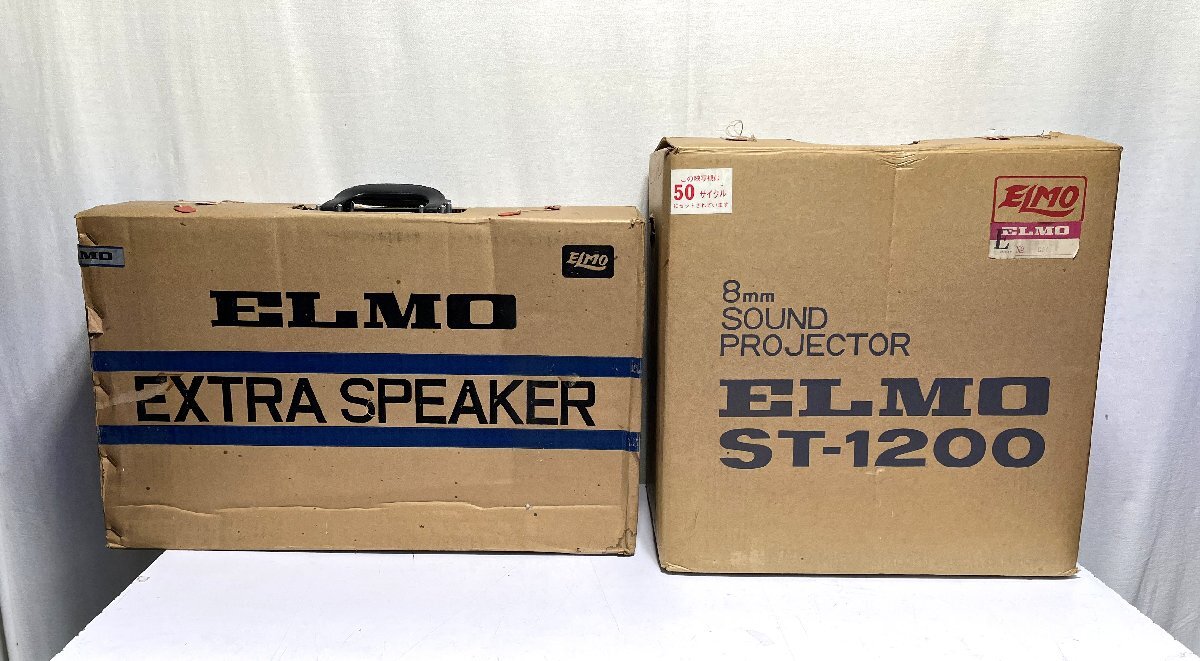 MO
ELMO
ELMO
EXTRA SPEAKER
この映写機は
50 サイクル
にセットされています
ELMO
ELMO
E
8mm
SOUND
PROJECTOR
ELMO
ST-1200